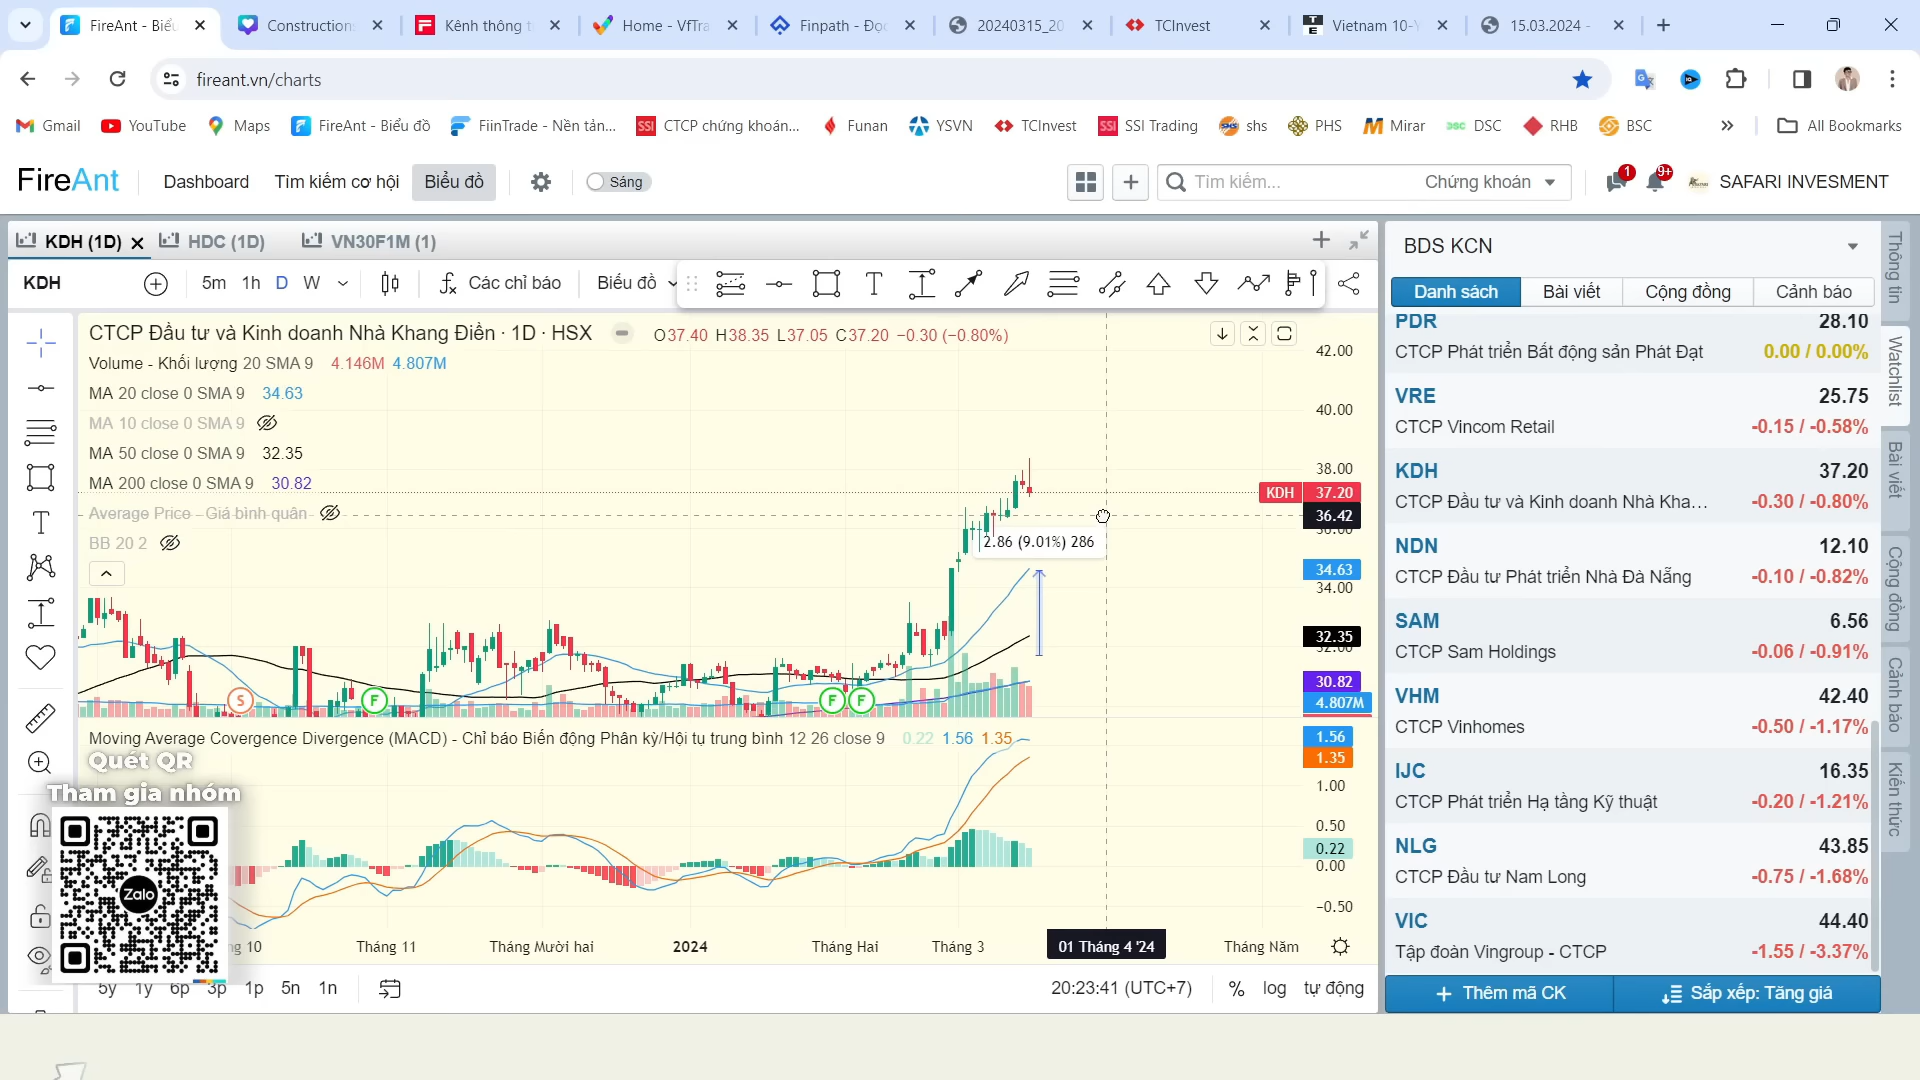 FireAnt - Biểu
Construction
Kênh thông t
Home - VfTra
Finpath - Đọc
20240315_20
TCInvest
Vietnam 10-Y
15.03.2024 -
fireant.vn/charts
Gmail
YouTube
Maps
FireAnt - Biểu đồ
FiinTrade - Nền tản...
SSI
CTCP chứng khoán...
Funan
YSVN
TCInvest
SSI
SSI Trading
shs
PHS
Mirar
DSC
RHB
BSC
All Bookmarks
FireAnt
Dashboard
Tìm kiếm cơ hội
Biểu đồ
Sáng
Tìm kiếm...
Chứng khoán
1
9+
SAFARI INVESMENT
KDH (1D)
HDC (1D)
VN30F1M (1)
KDH
5m
1h
D
W
Các chỉ báo
Biểu đồ
CTCP Đầu tư và Kinh doanh Nhà Khang Điền · 1D · HSX
O37.40 H38.35 L37.05 C37.20 −0.30 (−0.80%)
Volume - Khối lượng 20 SMA 9 4.146M 4.807M
MA 20 close 0 SMA 9 34.63
MA 10 close 0 SMA 9
MA 50 close 0 SMA 9 32.35
MA 200 close 0 SMA 9 30.82
Average Price - Giá bình quân
BB 20 2
2.86 (9.01%) 286
42.00
40.00
38.00
KDH 37.20
36.42
36.00
34.63
34.00
32.35
32.00
30.82
4.807M
S
F
F
F
Moving Average Covergence Divergence (MACD) - Chỉ báo Biến động Phân kỳ/Hội tụ trung bình 12 26 close 9 0.22 1.56 1.35
1.56
1.35
1.00
0.50
0.22
0.00
−0.50
Quét QR
Tham gia nhóm
Zalo
10
Tháng 11
Tháng Mười hai
2024
Tháng Hai
Tháng 3
01 Tháng 4 '24
Tháng Năm
5y
1y
6p
3p
1p
5n
1n
20:23:41 (UTC+7)
%
log
tự động
BDS KCN
Danh sách
Bài viết
Cộng đồng
Cảnh báo
PDR 28.10
CTCP Phát triển Bất động sản Phát Đạt 0.00 / 0.00%
VRE 25.75
CTCP Vincom Retail -0.15 / -0.58%
KDH 37.20
CTCP Đầu tư và Kinh doanh Nhà Kha... -0.30 / -0.80%
NDN 12.10
CTCP Đầu tư Phát triển Nhà Đà Nẵng -0.10 / -0.82%
SAM 6.56
CTCP Sam Holdings -0.06 / -0.91%
VHM 42.40
CTCP Vinhomes -0.50 / -1.17%
IJC 16.35
CTCP Phát triển Hạ tầng Kỹ thuật -0.20 / -1.21%
NLG 43.85
CTCP Đầu tư Nam Long -0.75 / -1.68%
VIC 44.40
Tập đoàn Vingroup - CTCP -1.55 / -3.37%
Thêm mã CK
Sắp xếp: Tăng giá
Thông tin
Watchlist
Bài viết
Cộng đồng
Cảnh báo
Kiến thức